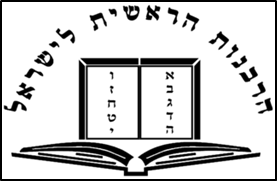 הרבנות הראשית לישראל
א ו
ב ז
ג ח
ד ט
ה י